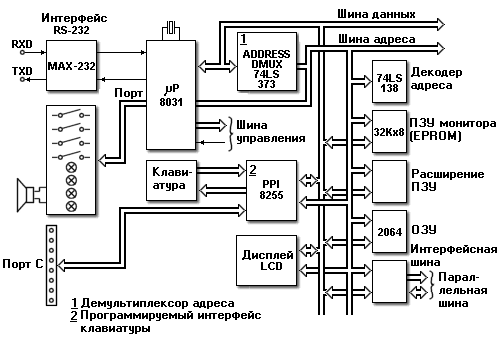 Интерфейс
RS-232
RXD
TXD
MAX-232
Порт
µP
8031
1
ADDRESS
DMUX
74LS
373
Шина данных
Шина адреса
74LS
138
Декодер
адреса
Шина
управления
32Kx8
ПЗУ монитора
(EPROM)
Клави-
атура
2
PPI
8255
Расширение
ПЗУ
2064
ОЗУ
Порт С
Дисплей
LCD
Интерфейсная
шина
Парал-
лельная
шина
1 Демультиплексор адреса
2 Программируемый интерфейс
клавиатуры